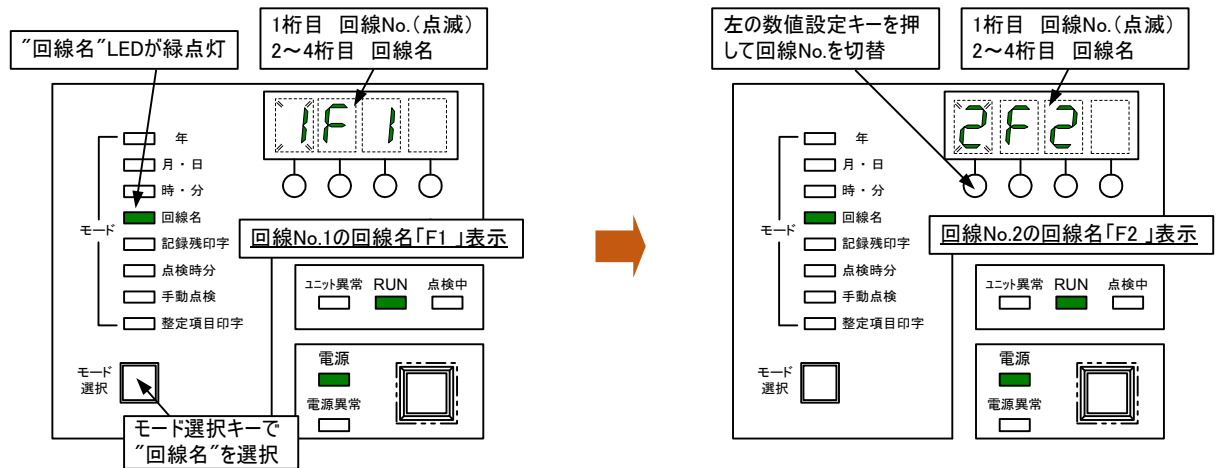 "回線名"LEDが緑点灯
1桁目 回線No.(点滅)
2～4桁目 回線名
1F1
年
月・日
時・分
回線名
記録残印字
点検時分
手動点検
整定項目印字
モード
回線No.1の回線名「F1 」表示
ユニット異常 RUN 点検中
電源
電源異常
モード
選択
モード選択キーで
"回線名"を選択
左の数値設定キーを押
して回線No.を切替
1桁目 回線No.(点滅)
2～4桁目 回線名
2F2
年
月・日
時・分
回線名
記録残印字
点検時分
手動点検
整定項目印字
モード
回線No.2の回線名「F2 」表示
ユニット異常 RUN 点検中
電源
電源異常
モード
選択